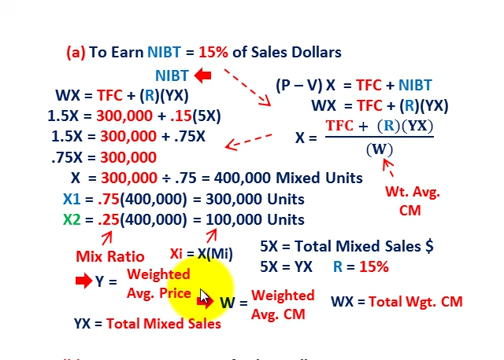 (a) To Earn NIBT = 15% of Sales Dollars
NIBT
WX = TFC + (R)(YX)
1.5X = 300,000 + .15(5X)
1.5X = 300,000 + .75X
.75X = 300,000
X = 300,000 ÷ .75 = 400,000 Mixed Units
X1 = .75(400,000) = 300,000 Units
X2 = .25(400,000) = 100,000 Units
(P – V) X = TFC + NIBT
WX = TFC + (R)(YX)
X = TFC + (R)(YX)
(W)
Wt. Avg.
CM
Mix Ratio
Xi = X(Mi)
5X = Total Mixed Sales $
5X = YX R = 15%
Y = Weighted
Avg. Price
W = Weighted
Avg. CM
WX = Total Wgt. CM
YX = Total Mixed Sales